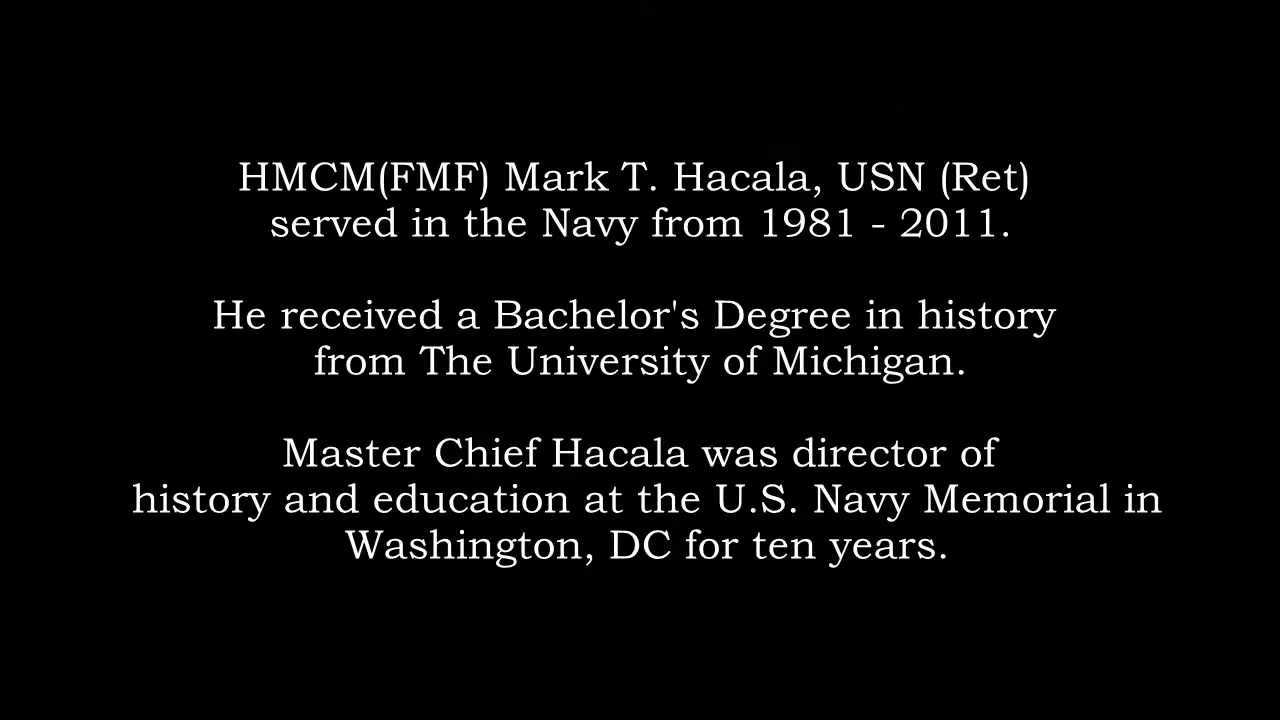 HMCM(FMF) Mark T. Hacala, USN (Ret)
served in the Navy from 1981 - 2011.
He received a Bachelor's Degree in history
from The University of Michigan.
Master Chief Hacala was director of
history and education at the U.S. Navy Memorial in
Washington, DC for ten years.